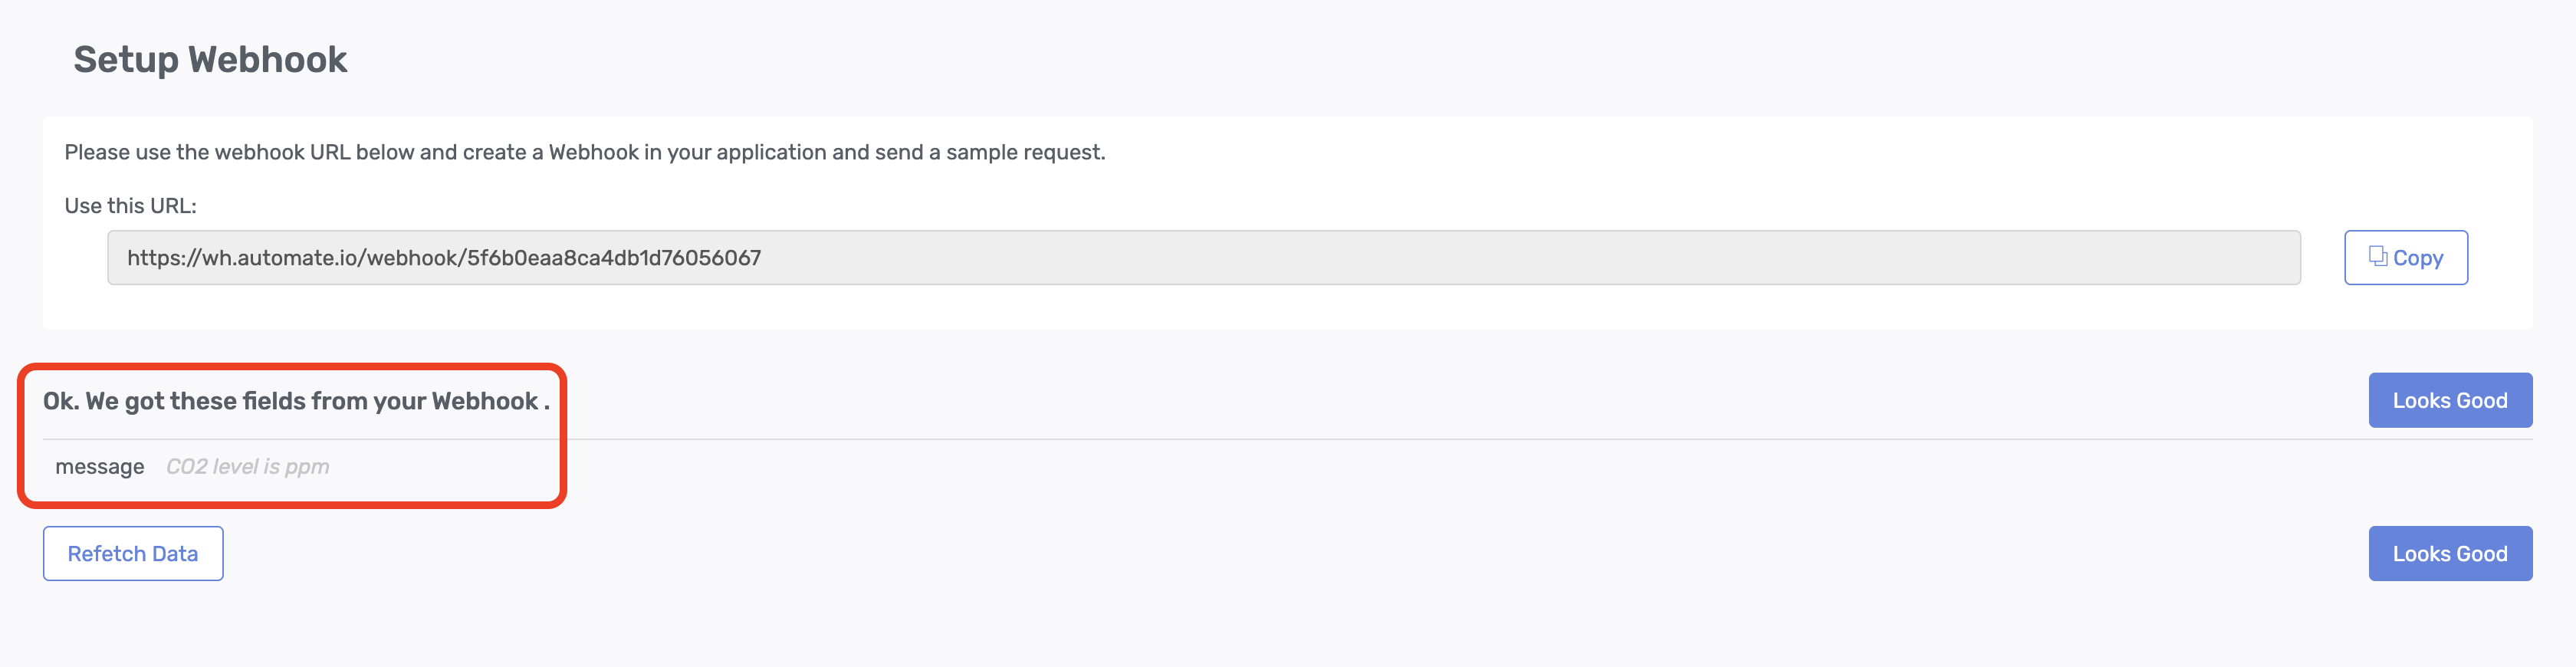 Setup Webhook
Please use the webhook URL below and create a Webhook in your application and send a sample request.
Use this URL:
https://wh.automate.io/webhook/5f6b0eaa8ca4db1d76056067
Copy
Ok. We got these fields from your Webhook .
Looks Good
message CO2 level is ppm
Refetch Data
Looks Good